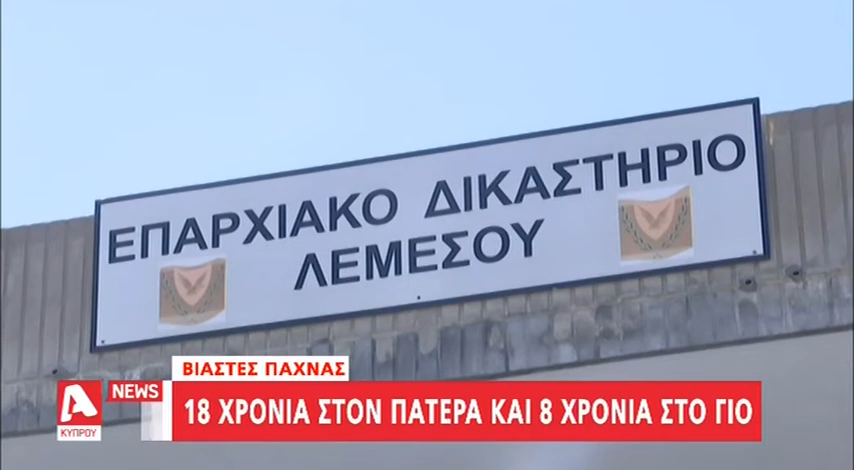 ΕΠΑΡΧΙΑΚΟ ΔΙΚΑΣΤΗΡΙΟ
ΛΕΜΕΣΟΥ
ΒΙΑΣΤΕΣ ΠΑΧΝΑΣ
NEWS
18 ΧΡΟΝΙΑ ΣΤΟΝ ΠΑΤΕΡΑ ΚΑΙ 8 ΧΡΟΝΙΑ ΣΤΟ ΓΙΟ
ΚΥΠΡΟΥ